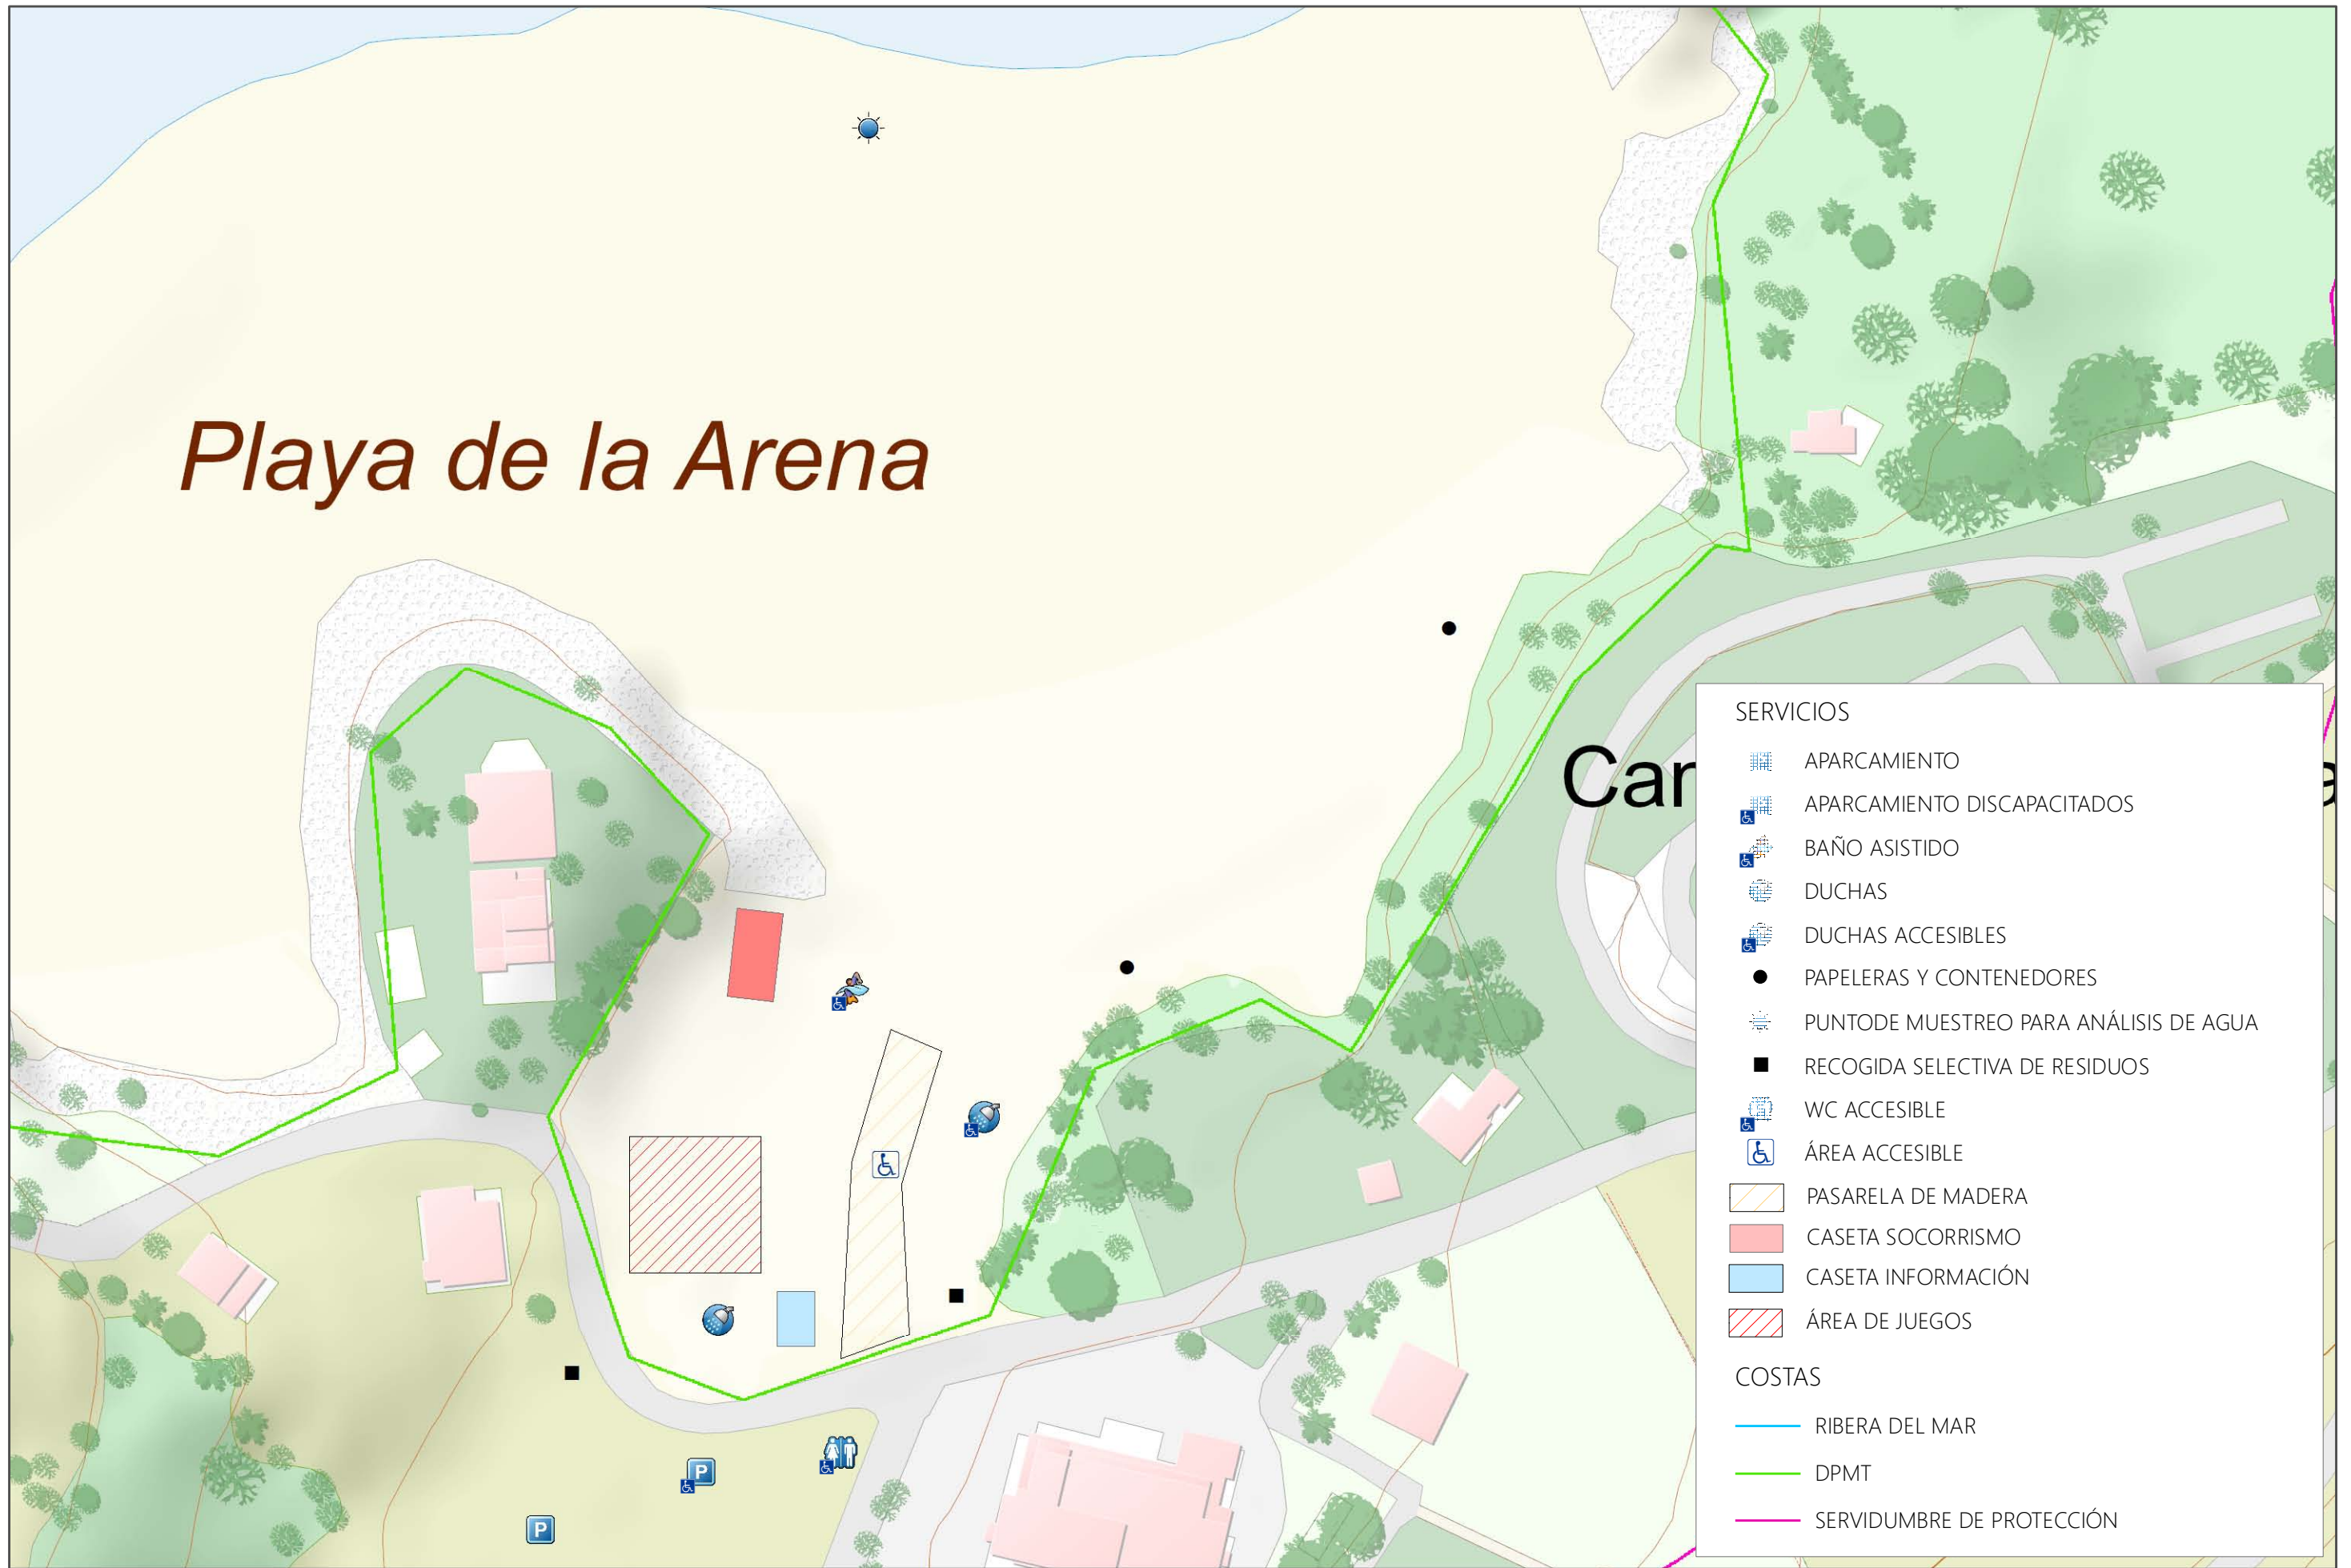 Playa de la Arena
Car
a
SERVICIOS
APARCAMIENTO
APARCAMIENTO DISCAPACITADOS
BAÑO ASISTIDO
DUCHAS
DUCHAS ACCESIBLES
PAPELERAS Y CONTENEDORES
PUNTODE MUESTREO PARA ANÁLISIS DE AGUA
RECOGIDA SELECTIVA DE RESIDUOS
WC ACCESIBLE
ÁREA ACCESIBLE
PASARELA DE MADERA
CASETA SOCORRISMO
CASETA INFORMACIÓN
ÁREA DE JUEGOS
COSTAS
RIBERA DEL MAR
DPMT
SERVIDUMBRE DE PROTECCIÓN
P
P